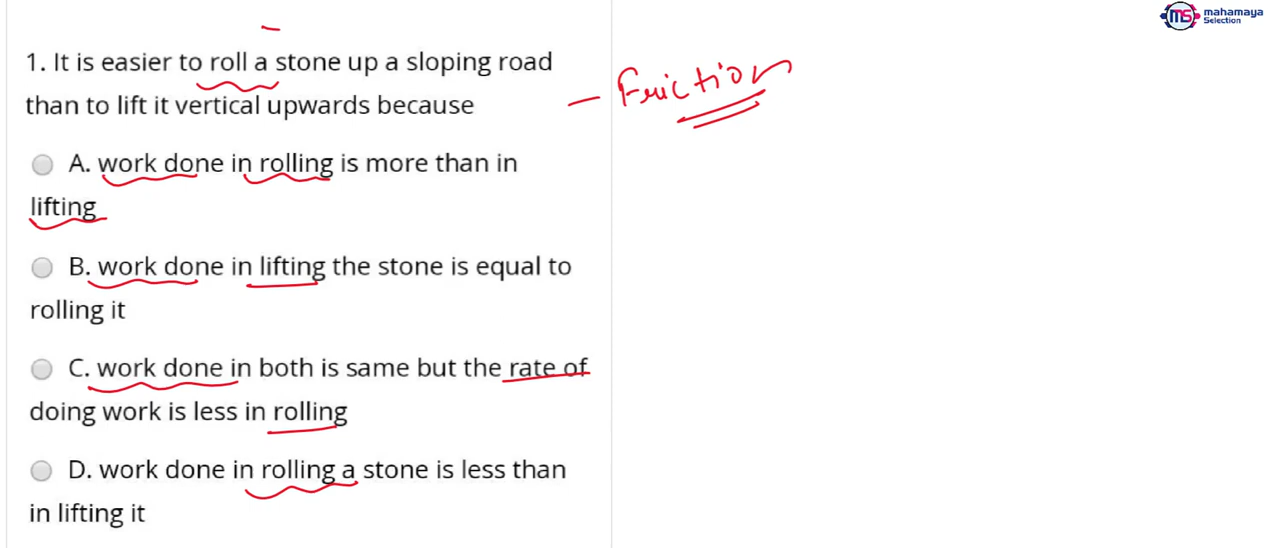 mahamaya
Selection
1. It is easier to roll a stone up a sloping road
than to lift it vertical upwards because
- Friction
A. work done in rolling is more than in
lifting
B. work done in lifting the stone is equal to
rolling it
C. work done in both is same but the rate of
doing work is less in rolling
D. work done in rolling a stone is less than
in lifting it